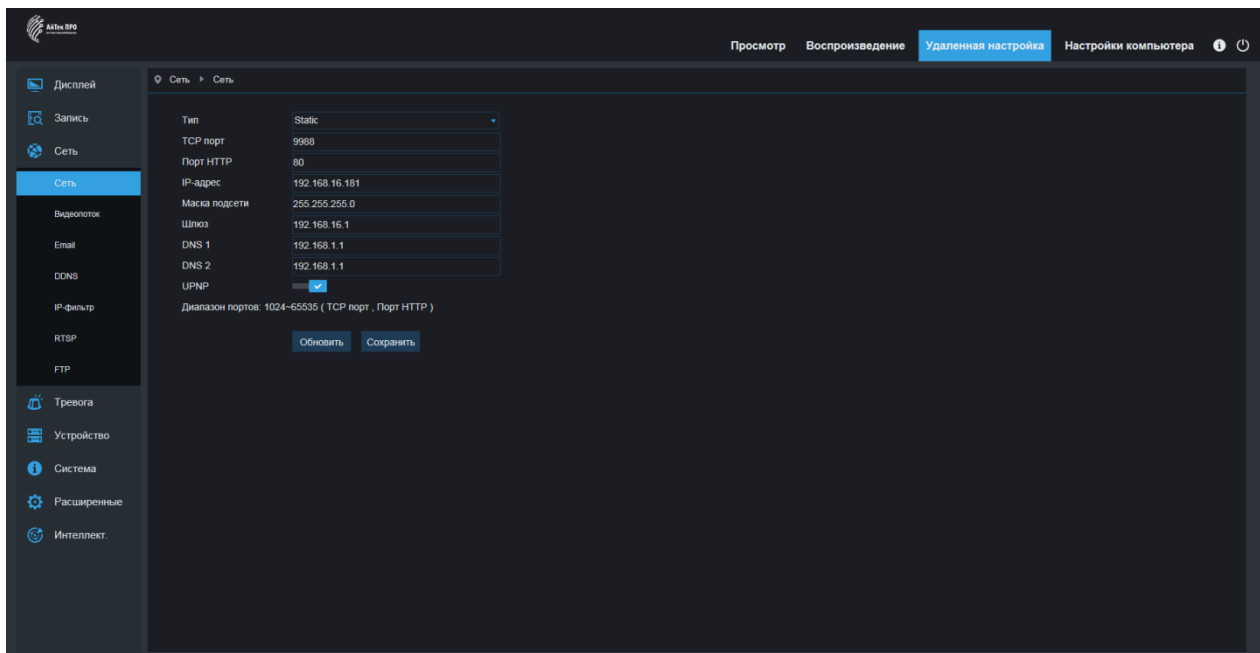 АйТек ПРО
Просмотр Воспроизведение Удаленная настройка Настройки компьютера
Дисплей
Запись
Сеть
Сеть
Видеопоток
Email
DDNS
IP-фильтр
RTSP
FTP
Тревога
Устройство
Система
Расширенные
Интеллект.
Сеть Сеть
Тип Static
TCP порт 9988
Порт HTTP 80
IP-адрес 192.168.16.181
Маска подсети 255.255.255.0
Шлюз 192.168.16.1
DNS 1 192.168.1.1
DNS 2 192.168.1.1
UPNP
Диапазон портов: 1024~65535 ( TCP порт , Порт HTTP )
Обновить Сохранить